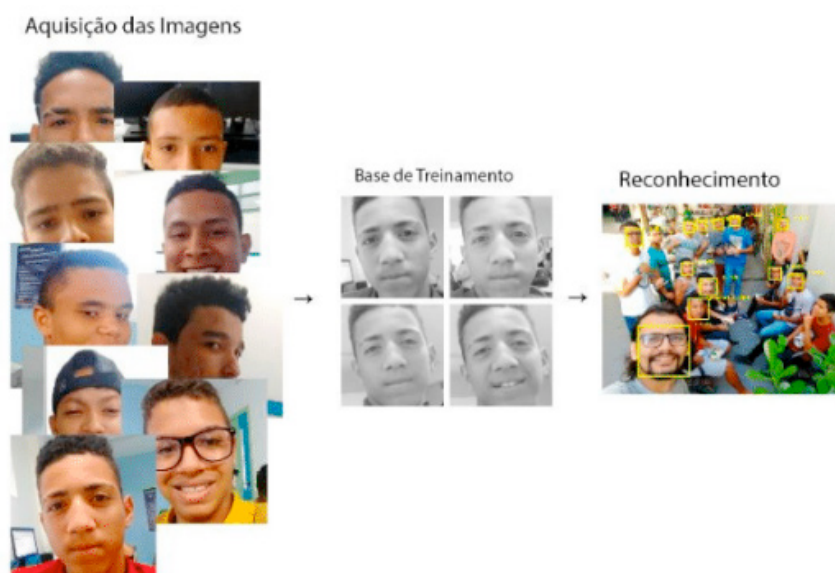 Aquisição das Imagens
Base de Treinamento
Reconhecimento